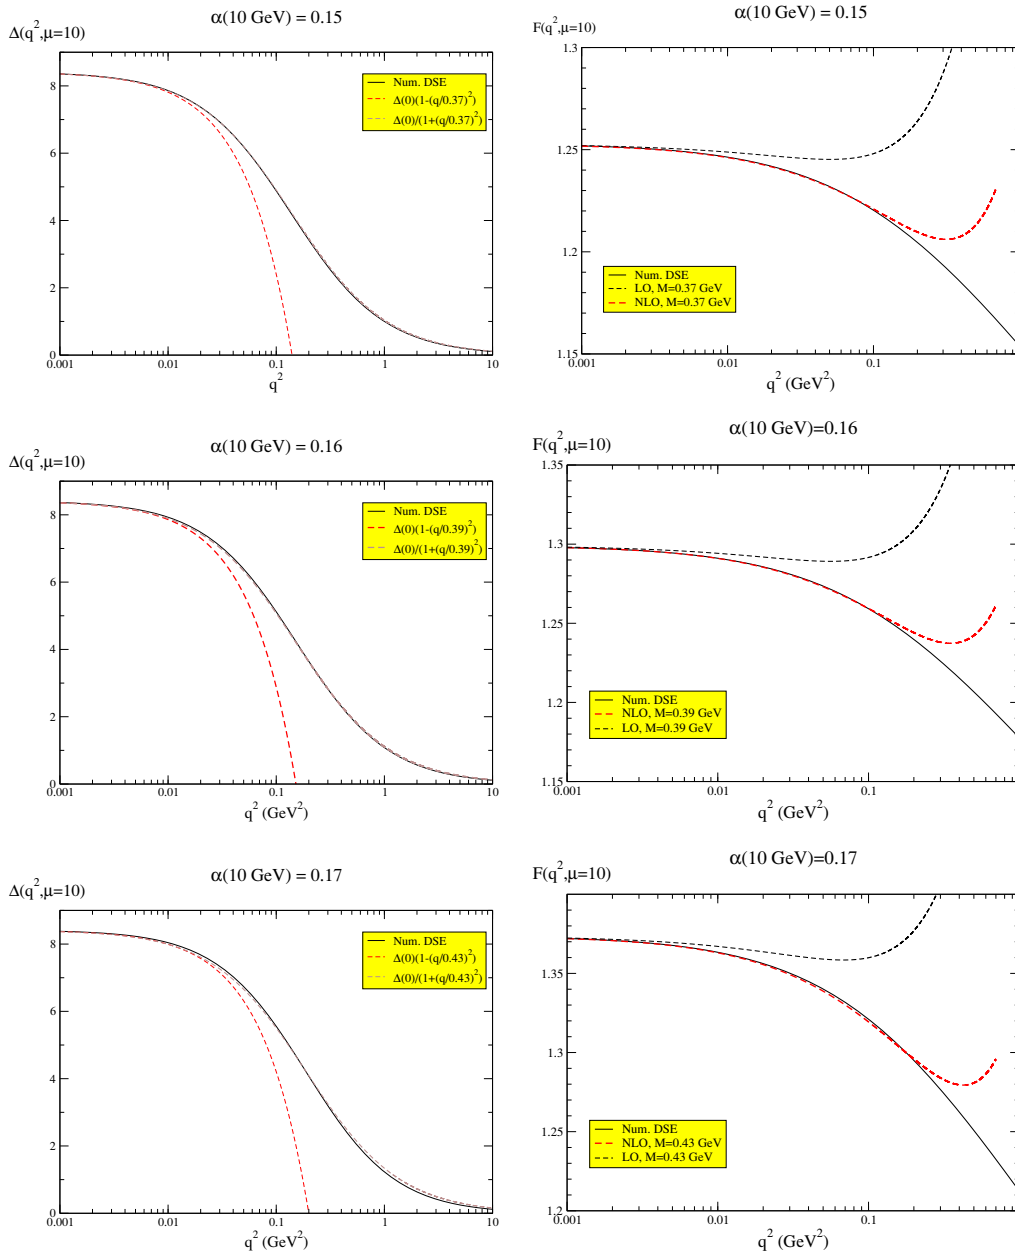 α(10 GeV) = 0.15
Δ(q²,μ=10)
8
6
4
2
0
0.001
0.01
0.1
1
10
q²
Num. DSE
Δ(0)(1-(q/0.37)²)
Δ(0)/(1+(q/0.37)²)
α(10 GeV) = 0.15
F(q²,μ=10)
1.3
1.25
1.2
1.15
0.001
0.01
0.1
q² (GeV²)
Num. DSE
LO, M=0.37 GeV
NLO, M=0.37 GeV
α(10 GeV) = 0.16
Δ(q²,μ=10)
8
6
4
2
0
0.001
0.01
0.1
1
10
q² (GeV²)
Num. DSE
Δ(0)(1-(q/0.39)²)
Δ(0)/(1+(q/0.39)²)
α(10 GeV)=0.16
F(q²,μ=10)
1.35
1.3
1.25
1.2
1.15
0.001
0.01
0.1
q² (GeV²)
Num. DSE
NLO, M=0.39 GeV
LO, M=0.39 GeV
α(10 GeV) = 0.17
Δ(q²,μ=10)
8
6
4
2
0
0.001
0.01
0.1
1
10
q² (GeV²)
Num. DSE
Δ(0)(1-(q/0.43)²)
Δ(0)/(1+(q/0.43)²)
α(10 GeV)=0.17
F(q²,μ=10)
1.35
1.3
1.25
1.2
0.001
0.01
0.1
q² (GeV²)
Num. DSE
NLO, M=0.43 GeV
LO, M=0.43 GeV